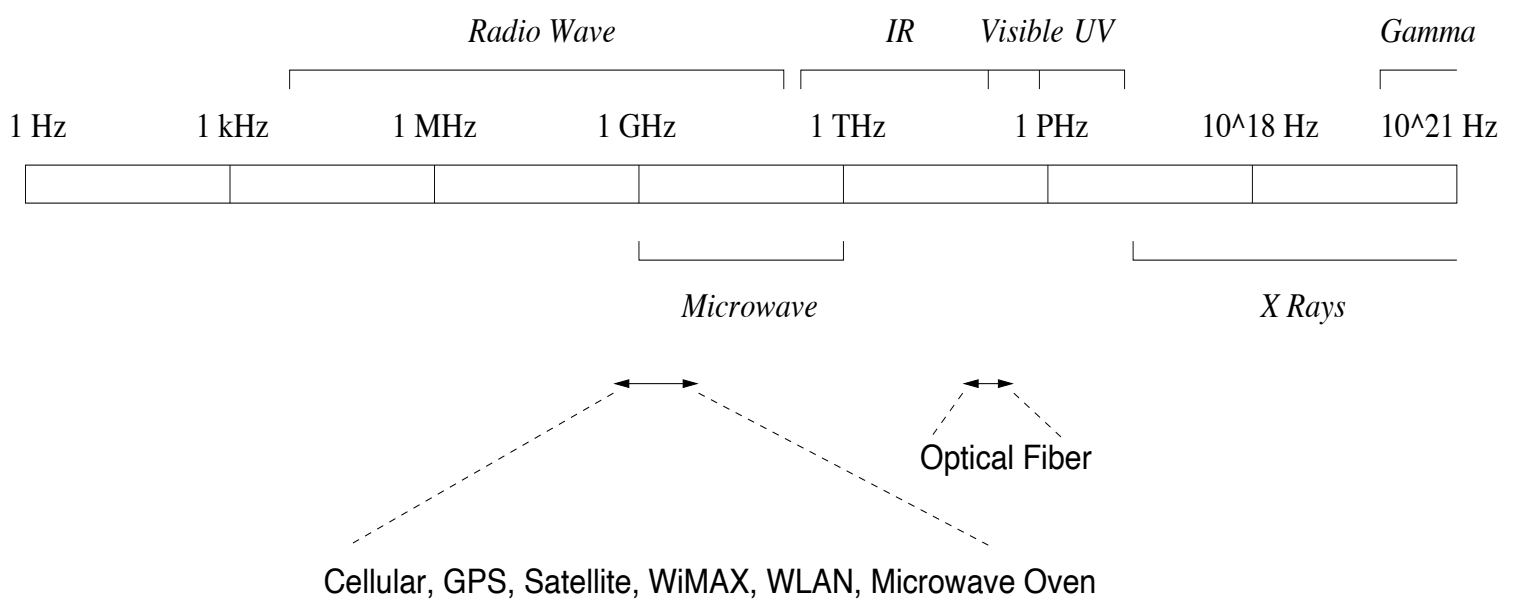 Radio Wave IR Visible UV Gamma
1 Hz 1 kHz 1 MHz 1 GHz 1 THz 1 PHz 10^18 Hz 10^21 Hz
Microwave X Rays
Optical Fiber
Cellular, GPS, Satellite, WiMAX, WLAN, Microwave Oven